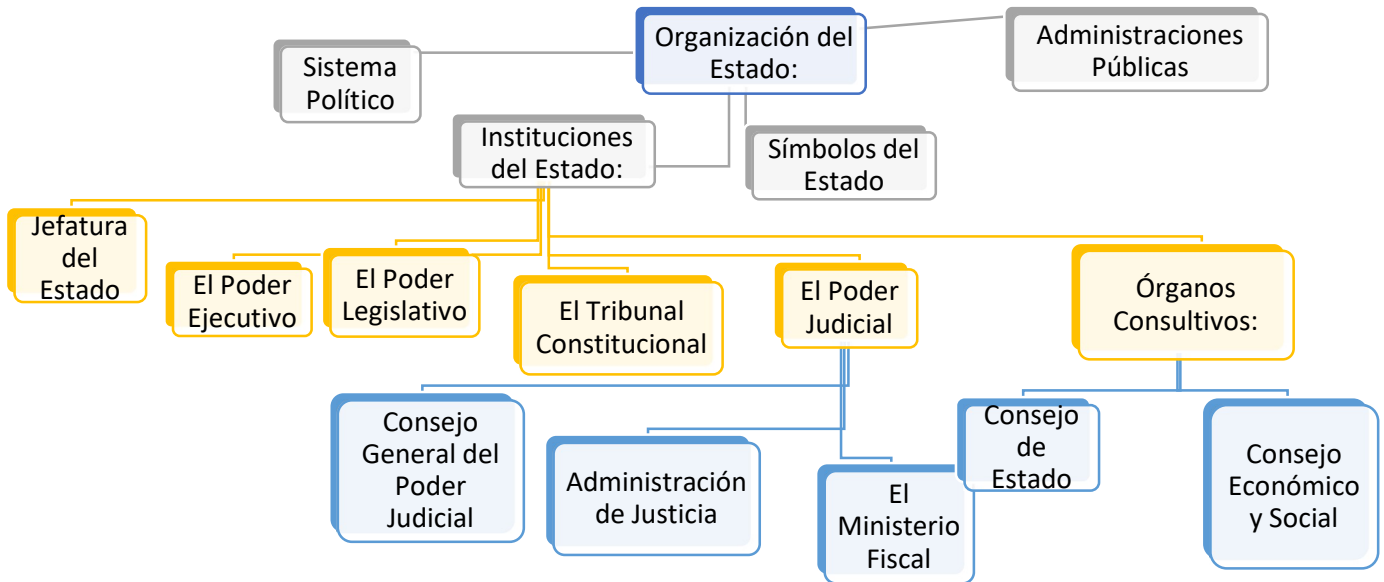 Organización del
Estado:
Administraciones
Públicas
Sistema
Político
Instituciones
del Estado:
Símbolos del
Estado
Jefatura
del
Estado
El Poder
Ejecutivo
El Poder
Legislativo
El Tribunal
Constitucional
El Poder
Judicial
Órganos
Consultivos:
Consejo
General del
Poder
Judicial
Administración
de Justicia
El
Ministerio
Fiscal
Consejo
de
Estado
Consejo
Económico
y Social